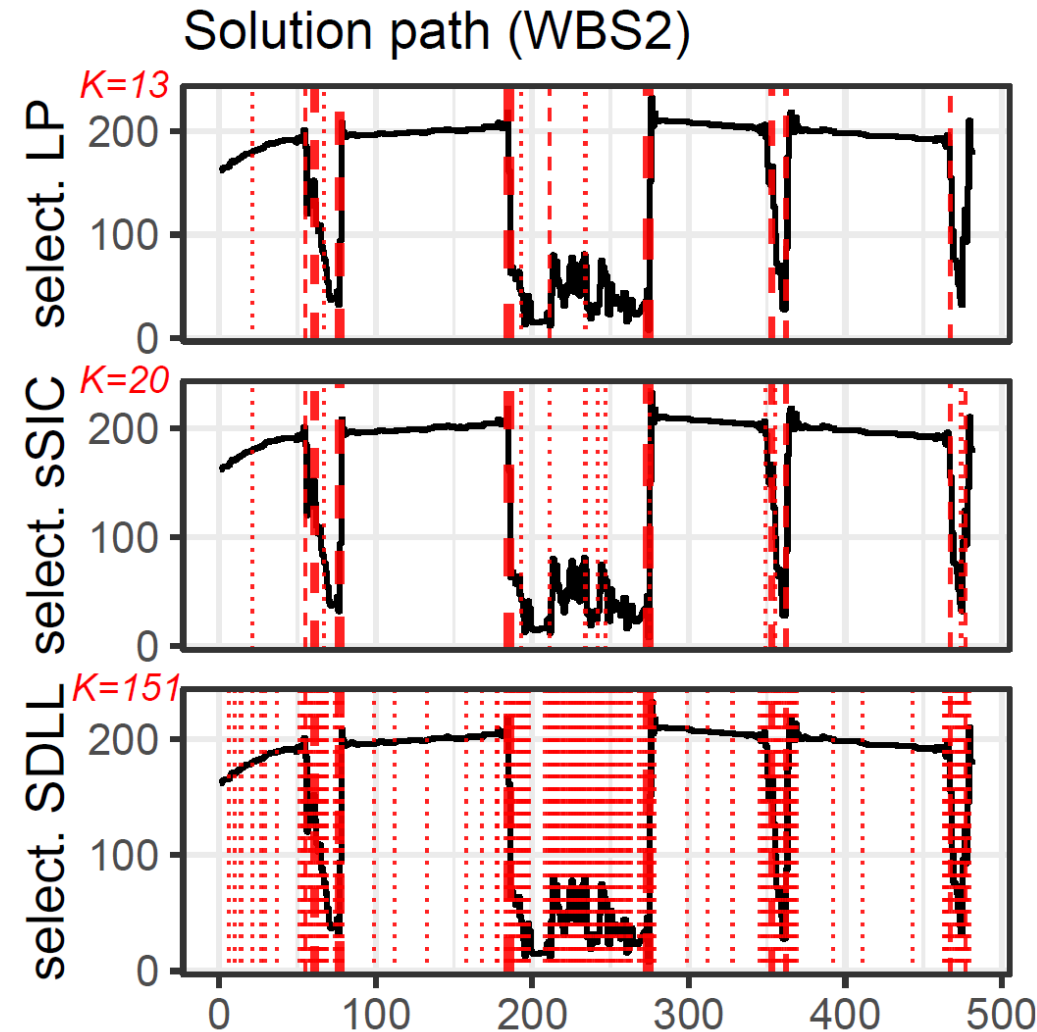 Solution path (WBS2)
K=13
select. LP
200
100
0
K=20
select. sSIC
200
100
0
K=151
select. SDLL
200
100
0
0 100 200 300 400 500